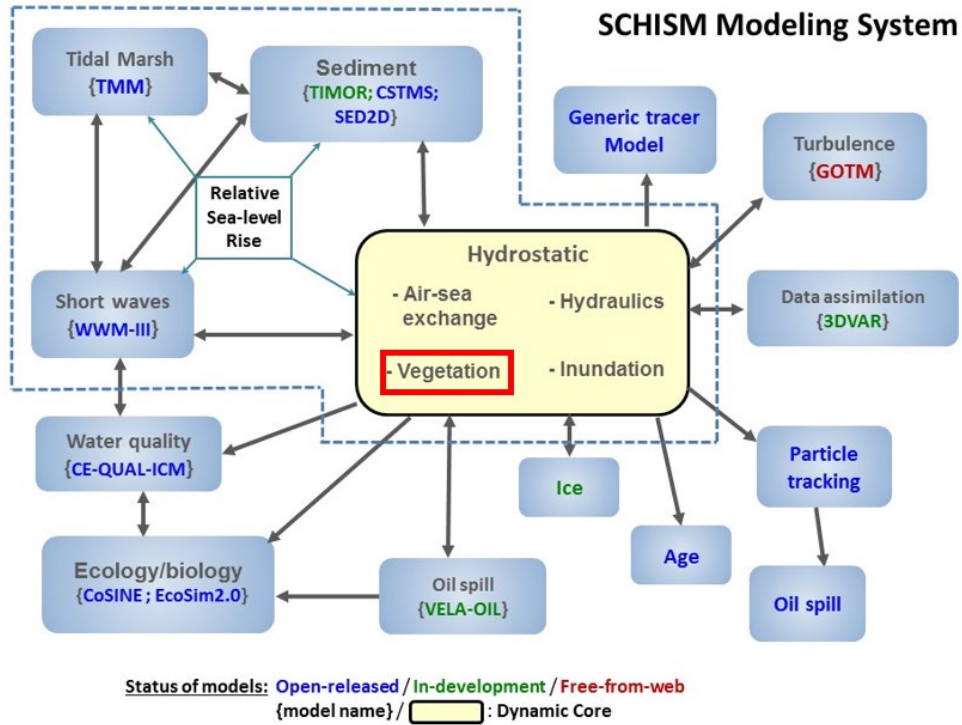 SCHISM Modeling System
Tidal Marsh
{TMM}
Sediment
{TIMOR; CSTMS;
SED2D}
Generic tracer
Model
Turbulence
{GOTM}
Relative
Sea-level
Rise
Hydrostatic
- Air-sea
exchange
- Hydraulics
- Vegetation
- Inundation
Short waves
{WWM-III}
Data assimilation
{3DVAR}
Water quality
{CE-QUAL-ICM}
Ice
Particle
tracking
Age
Ecology/biology
{CoSINE ; EcoSim2.0}
Oil spill
{VELA-OIL}
Oil spill
Status of models: Open-released / In-development / Free-from-web
{model name} / : Dynamic Core